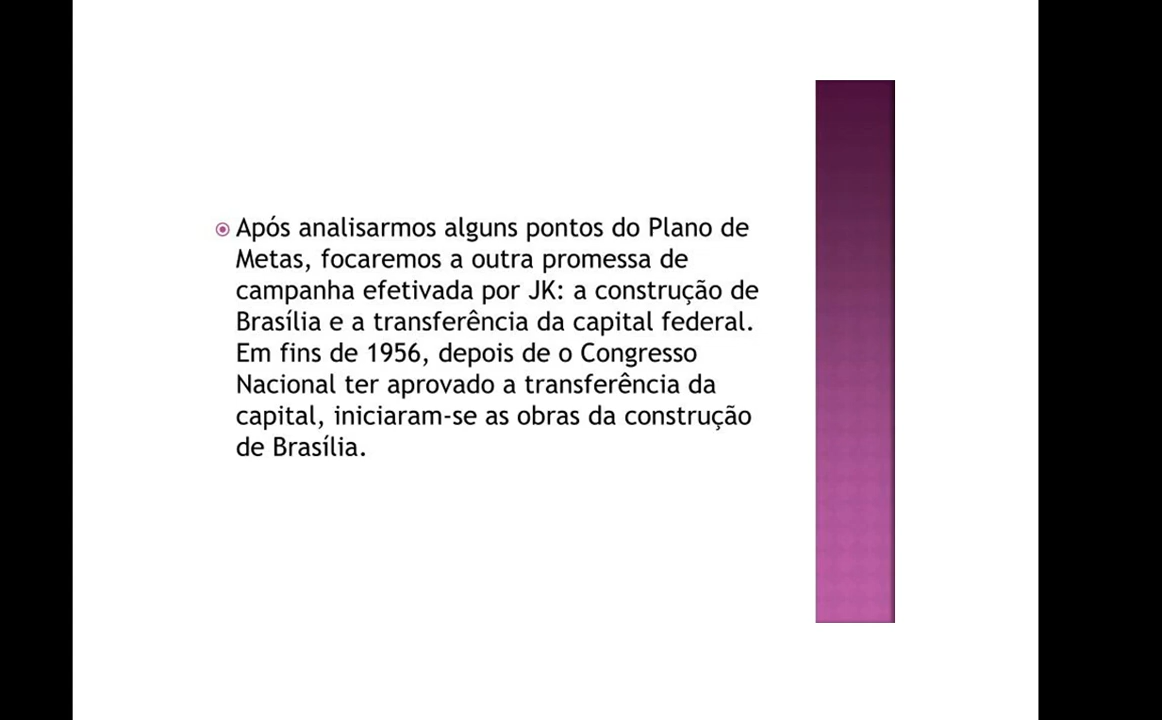 Após analisarmos alguns pontos do Plano de
Metas, focaremos a outra promessa de
campanha efetivada por JK: a construção de
Brasília e a transferência da capital federal.
Em fins de 1956, depois de o Congresso
Nacional ter aprovado a transferência da
capital, iniciaram-se as obras da construção
de Brasília.